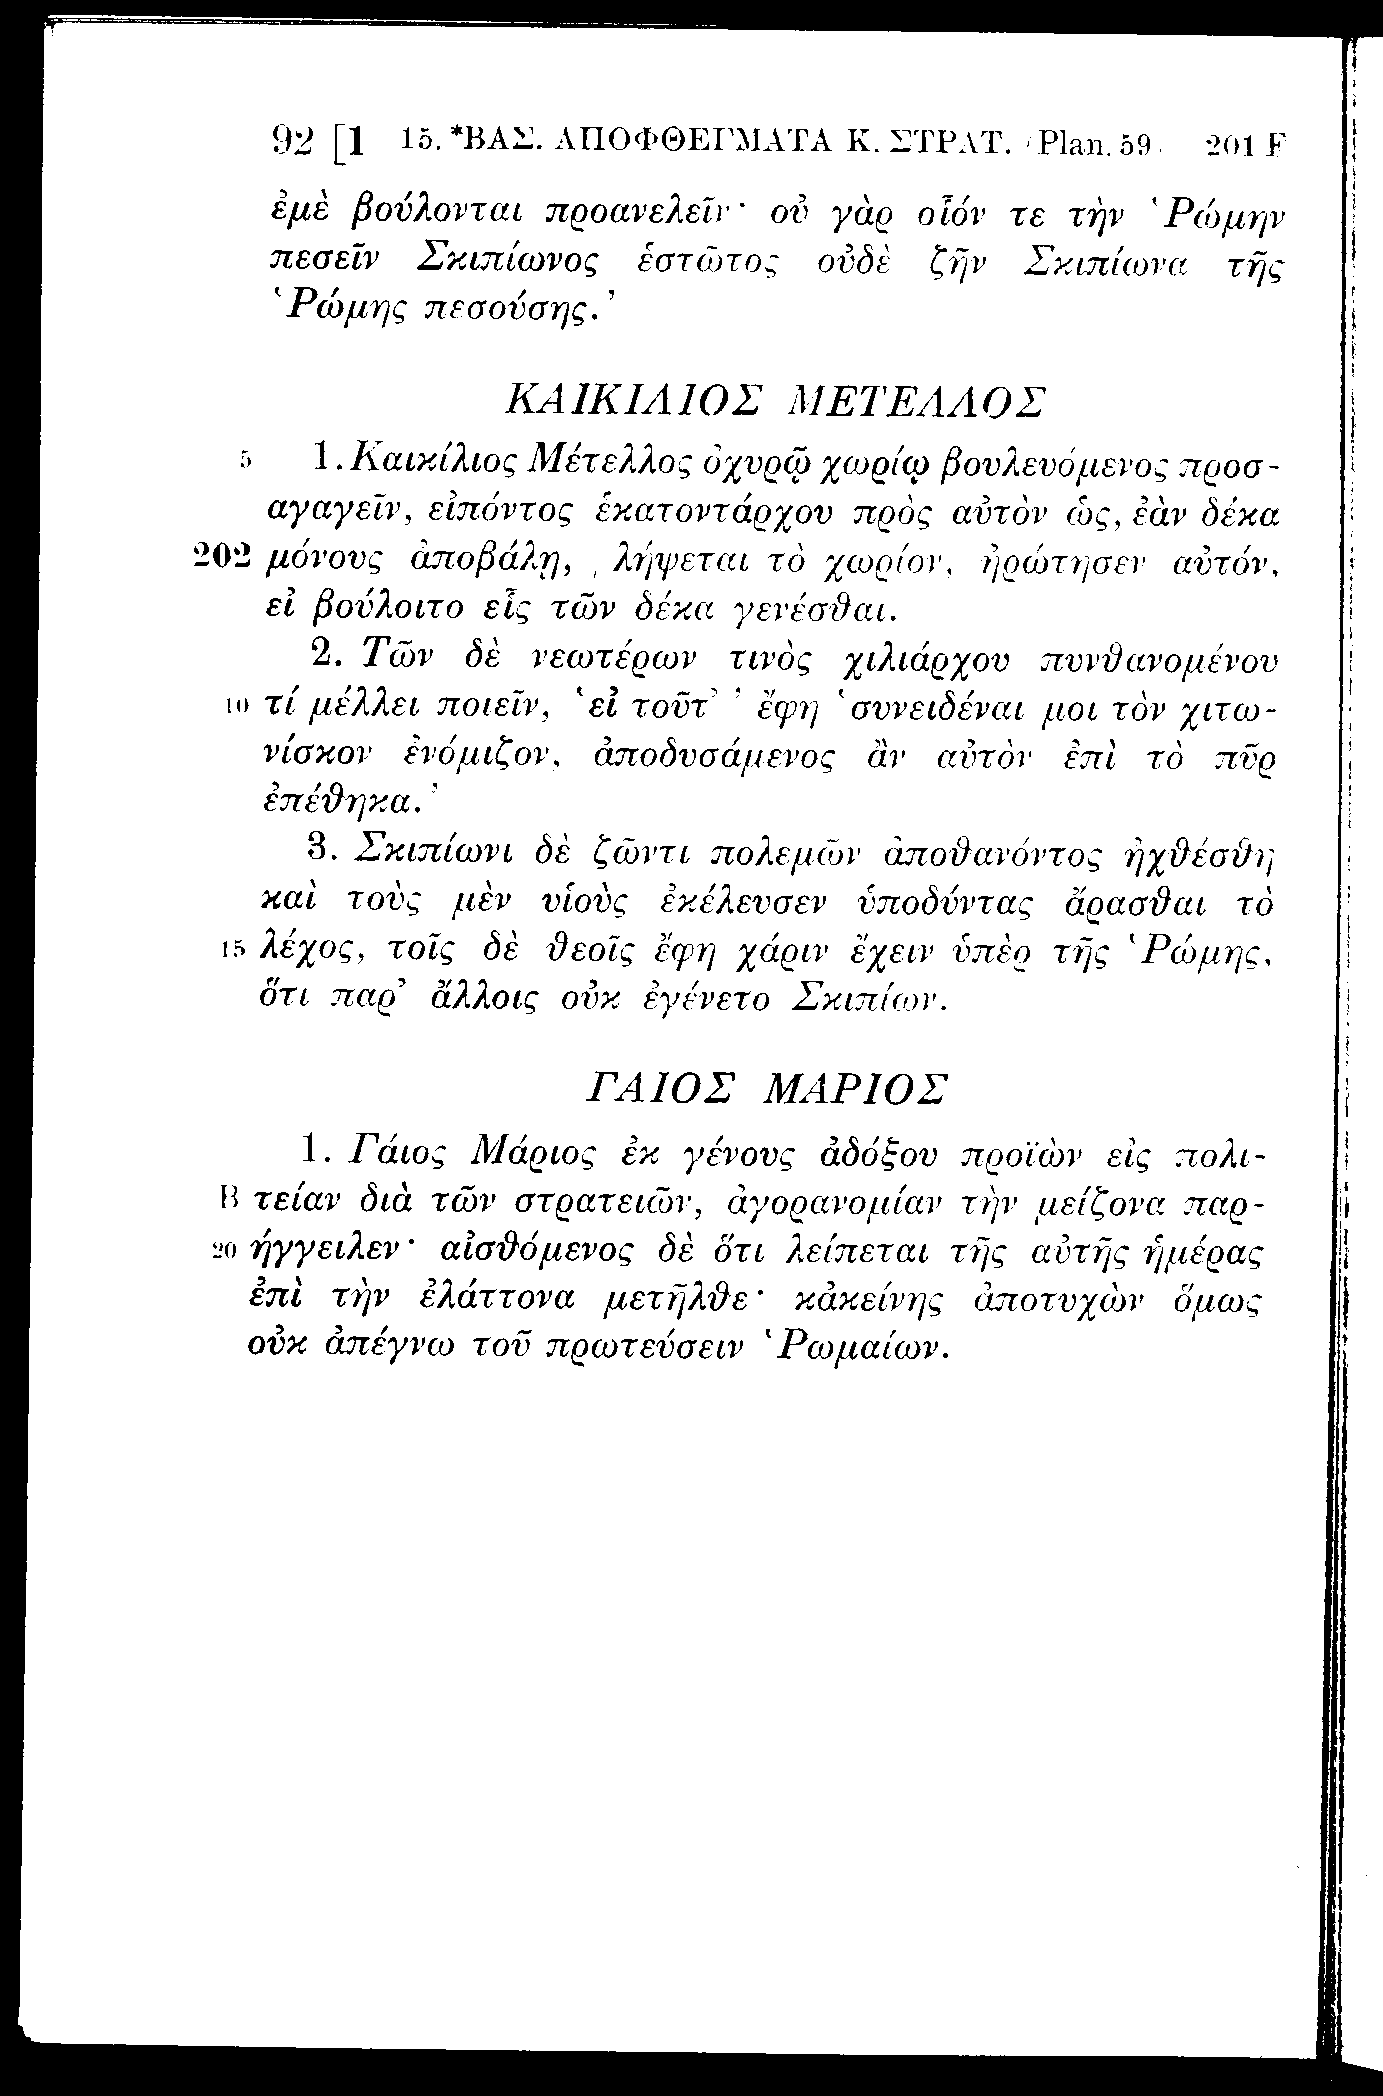 92 [1 15. *ΒΑΣ. ΑΠΟΦΘΕΓΜΑΤΑ Κ. ΣΤΡΑΤ. (Plan. 59) 201 F
ἐμὲ βούλονται προανελεῖν· οὐ γὰρ οἷόν τε τὴν Ῥώμην
πεσεῖν Σκιπίωνος ἑστῶτος οὐδὲ ζῆν Σκιπίωνα τῆς
Ῥώμης πεσούσης.’
ΚΑΙΚΙΛΙΟΣ ΜΕΤΕΛΛΟΣ
5 1. Καικίλιος Μέτελλος ὀχυρῷ χωρίῳ βουλευόμενος προσ-
αγαγεῖν, εἰπόντος ἑκατοντάρχου πρὸς αὐτὸν ὡς, ἐὰν δέκα
202 μόνους ἀποβάλῃ, λήψεται τὸ χωρίον, ἠρώτησεν αὐτόν,
εἰ βούλοιτο εἷς τῶν δέκα γενέσθαι.
2. Τῶν δὲ νεωτέρων τινὸς χιλιάρχου πυνθανομένου
10 τί μέλλει ποιεῖν, ‘εἰ τοῦτ’’ ἔφη ‘συνειδέναι μοι τὸν χιτω-
νίσκον ἐνόμιζον, ἀποδυσάμενος ἂν αὐτὸν ἐπὶ τὸ πῦρ
ἐπέθηκα.’
3. Σκιπίωνι δὲ ζῶντι πολεμῶν ἀποθανόντος ἠχθέσθη
καὶ τοὺς μὲν υἱοὺς ἐκέλευσεν ὑποδύντας ἄρασθαι τὸ
15 λέχος, τοῖς δὲ θεοῖς ἔφη χάριν ἔχειν ὑπὲρ τῆς Ῥώμης,
ὅτι παρ’ ἄλλοις οὐκ ἐγένετο Σκιπίων.
ΓΑΙΟΣ ΜΑΡΙΟΣ
1. Γάιος Μάριος ἐκ γένους ἀδόξου προϊὼν εἰς πολι-
B τείαν διὰ τῶν στρατειῶν, ἀγορανομίαν τὴν μείζονα παρ-
20 ήγγειλεν· αἰσθόμενος δὲ ὅτι λείπεται τῆς αὐτῆς ἡμέρας
ἐπὶ τὴν ἐλάττονα μετῆλθε· κἀκείνης ἀποτυχὼν ὅμως
οὐκ ἀπέγνω τοῦ πρωτεύσειν Ῥωμαίων.